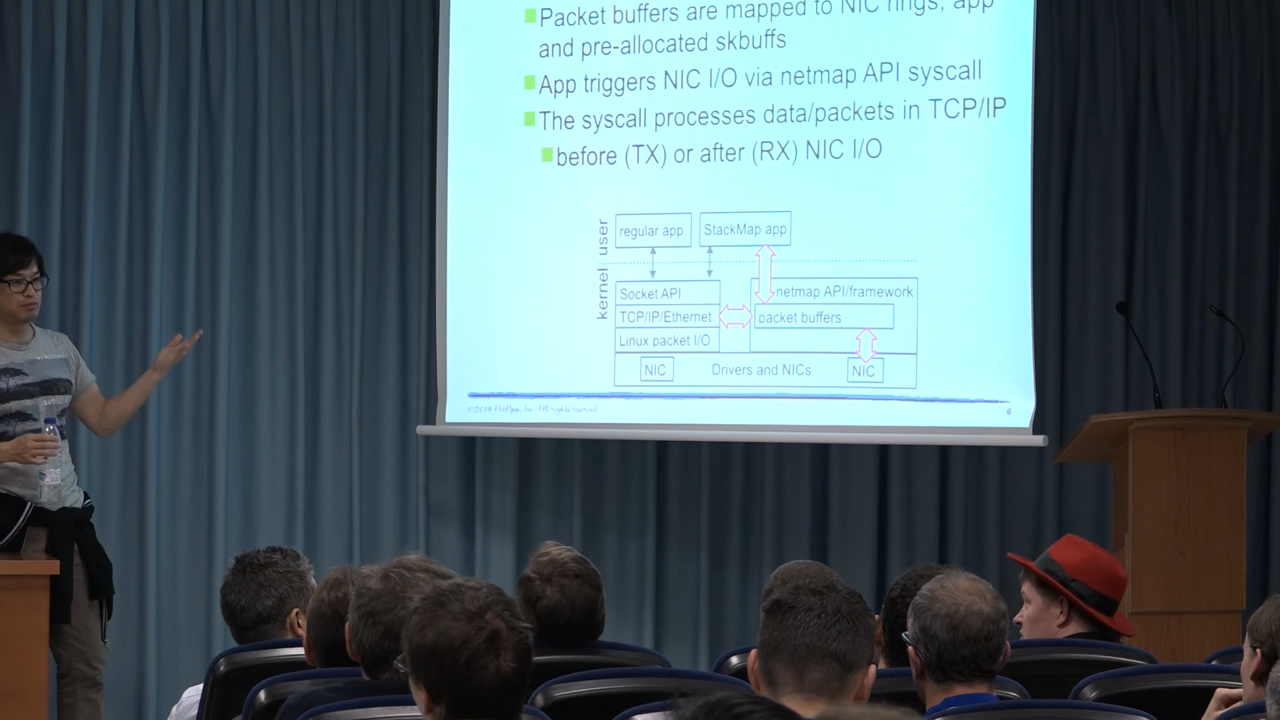 Packet buffers are mapped to NIC rings, app
and pre-allocated skbuffs
App triggers NIC I/O via netmap API syscall
The syscall processes data/packets in TCP/IP
before (TX) or after (RX) NIC I/O
user
kernel
regular app
StackMap app
Socket API
netmap API/framework
TCP/IP/Ethernet
packet buffers
Linux packet I/O
NIC
Drivers and NICs
NIC
6